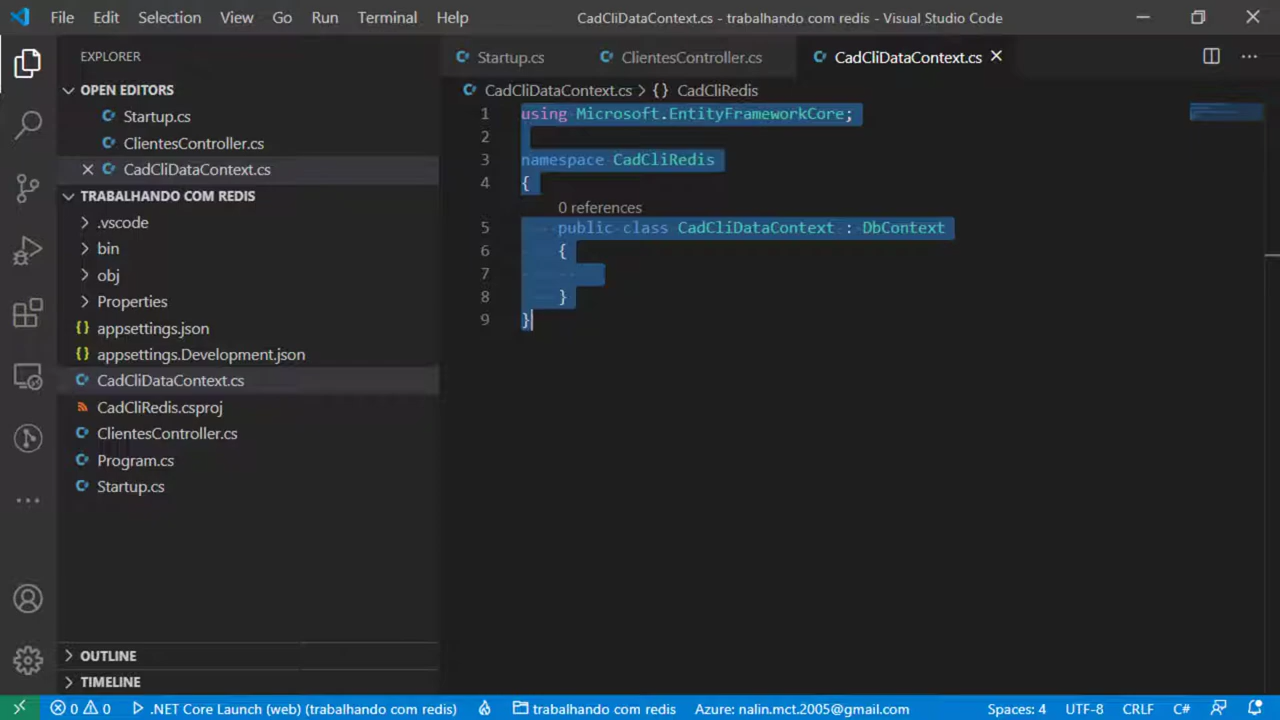 File Edit Selection View Go Run Terminal Help CadCliDataContext.cs - trabalhando com redis - Visual Studio Code
EXPLORER
OPEN EDITORS
Startup.cs
ClientesController.cs
CadCliDataContext.cs
TRABALHANDO COM REDIS
.vscode
bin
obj
Properties
{} appsettings.json
{} appsettings.Development.json
CadCliDataContext.cs
CadCliRedis.csproj
ClientesController.cs
Program.cs
Startup.cs
OUTLINE
TIMELINE
Startup.cs ClientesController.cs CadCliDataContext.cs
CadCliDataContext.cs > {} CadCliRedis
1 using Microsoft.EntityFrameworkCore;
2
3 namespace CadCliRedis
4 {
0 references
5 public class CadCliDataContext : DbContext
6 {
7
8 }
9 }
0 0 .NET Core Launch (web) (trabalhando com redis) trabalhando com redis Azure: nalin.mct.2005@gmail.com Spaces: 4 UTF-8 CRLF C#